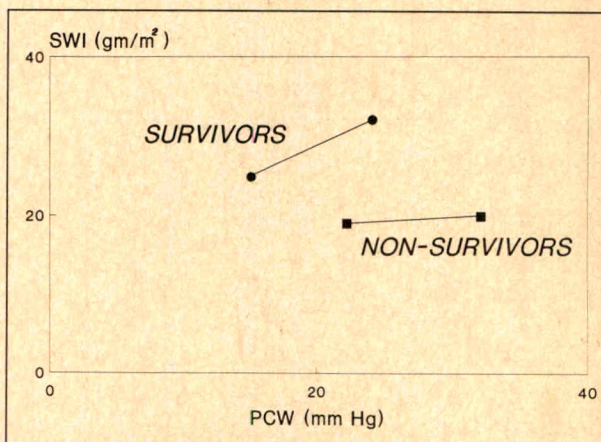 SWI (gm/m²)
40
SURVIVORS
20
NON-SURVIVORS
0
0 20 40
PCW (mm Hg)